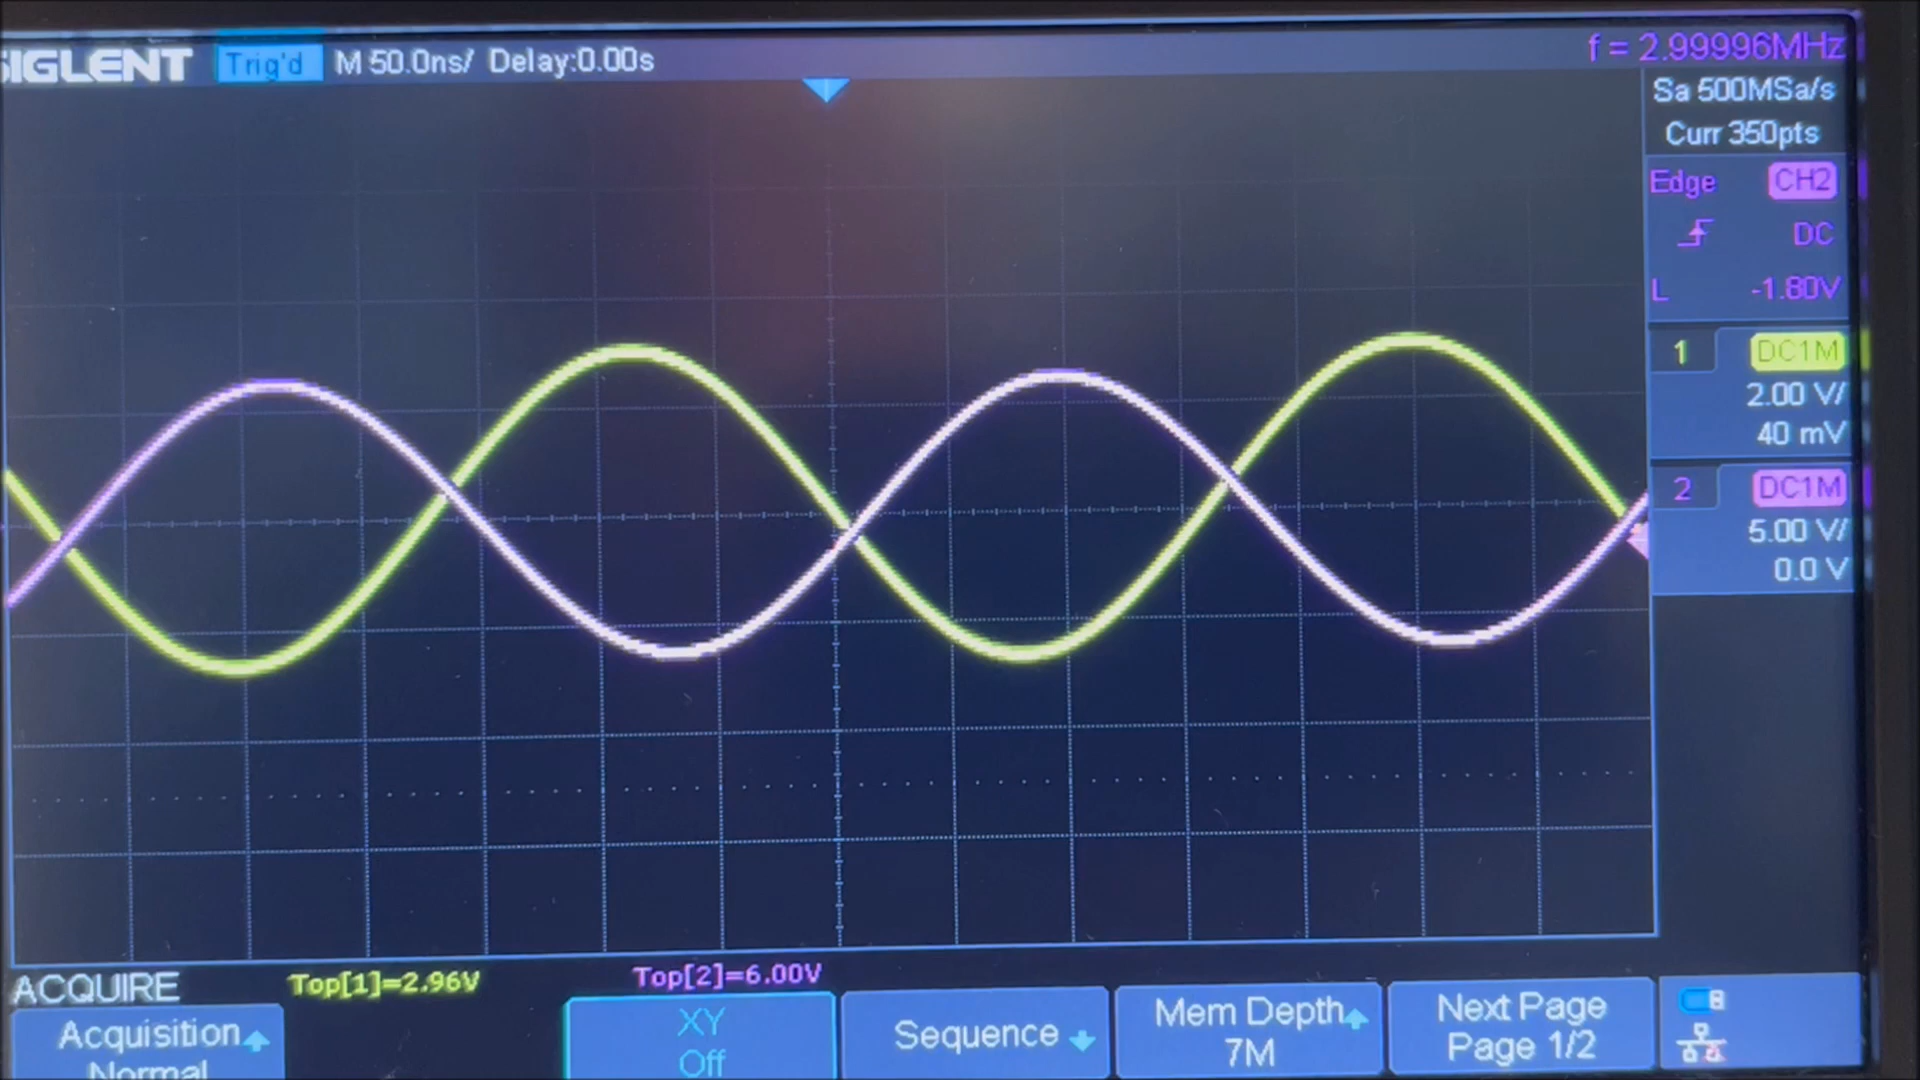 SIGLENT Trig'd M 50.0ns/ Delay:0.00s f = 2.99996MHz
Sa 500MSa/s
Curr 350pts
Edge CH2
DC
L -1.80V
1 DC1M
2.00 V/
40 mV
2 DC1M
5.00 V/
0.0 V
ACQUIRE Top[1]=2.96V Top[2]=6.00V
Acquisition
Normal
XY
Off
Sequence
Mem Depth
7M
Next Page
Page 1/2